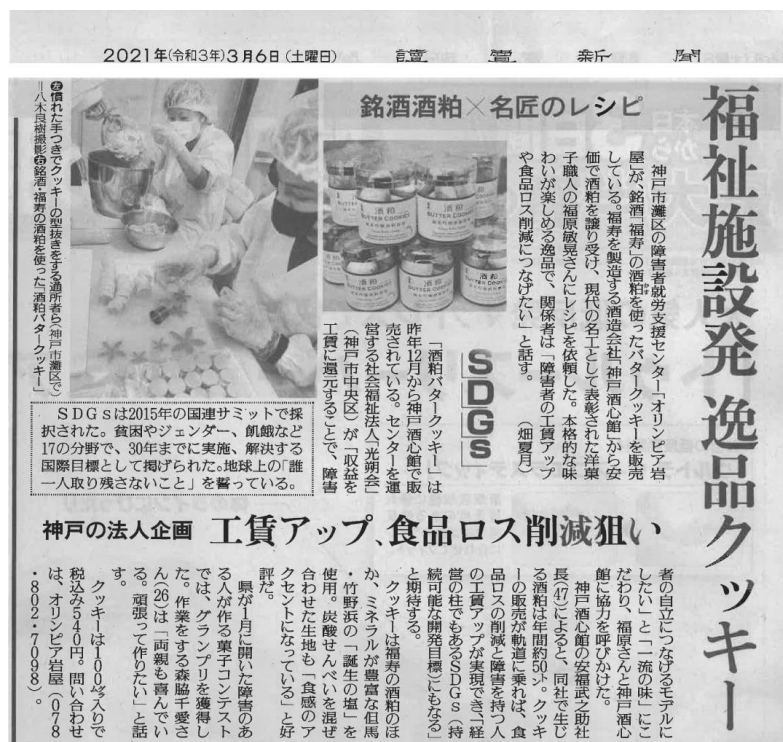 2021年(令和3年)3月6日(土曜日)
讀賣新聞
福祉施設発 逸品クッキー
銘酒酒粕×名匠のレシピ
神戸市灘区の障害者就労支援センター「オリンピア岩
屋」が、銘酒「福寿」の酒粕を使ったバタークッキーを販売
している。福寿を製造する酒造会社「神戸酒心館」から安
価で酒粕を譲り受け、現代の名工として表彰された洋菓
子職人の福原敏晃さんにレシピを依頼した。本格的な味
わいが楽しめる逸品で、関係者は「障害者の工賃アップ
や食品ロス削減につなげたい」と話す。(畑夏月)
酒粕
BUTTER COOKIES
㊧慣れた手つきでクッキーの型抜きをする通所者ら(神戸市灘区で)
=八木良樹撮影㊨銘酒・福寿の酒粕を使った「酒粕バタークッキー」
SDGs
「酒粕バタークッキー」は
昨年12月から神戸酒心館で販
売されている。センターを運
営する社会福祉法人「光朔会」
(神戸市中央区)が「収益を
工賃に還元することで、障害
SDGsは2015年の国連サミットで採
択された。貧困やジェンダー、飢餓など
17の分野で、30年までに実施、解決する
国際目標として掲げられた。地球上の「誰
一人取り残さないこと」を誓っている。
神戸の法人企画 工賃アップ、食品ロス削減狙い
者の自立につなげるモデルに
したい」と「一流の味」にこ
だわり、福原さんと神戸酒心
館に協力を呼びかけた。
神戸酒心館の安福武之助社
長(47)によると、同社で生じ
る酒粕は年間約50㌧。クッキ
ーの販売が軌道に乗れば、食
品ロスの削減と障害を持つ人
の工賃アップが実現でき、「経
営の柱でもあるSDGs(持
続可能な開発目標)にもなる」
と期待する。
クッキーは福寿の酒粕のほ
か、ミネラルが豊富な但馬
・竹野浜の「誕生の塩」を
使用。炭酸せんべいを混ぜ
合わせた生地も「食感のア
クセントになっている」と好
評だ。
県が1月に開いた障害のあ
る人が作る菓子コンテスト
では、グランプリを獲得し
た。作業をする森脇千愛さ
ん(26)は「両親も喜んでい
る。頑張って作りたい」と話
す。
クッキーは100㌘入りで
税込み540円。問い合わせ
は、オリンピア岩屋(078
・802・7098)。